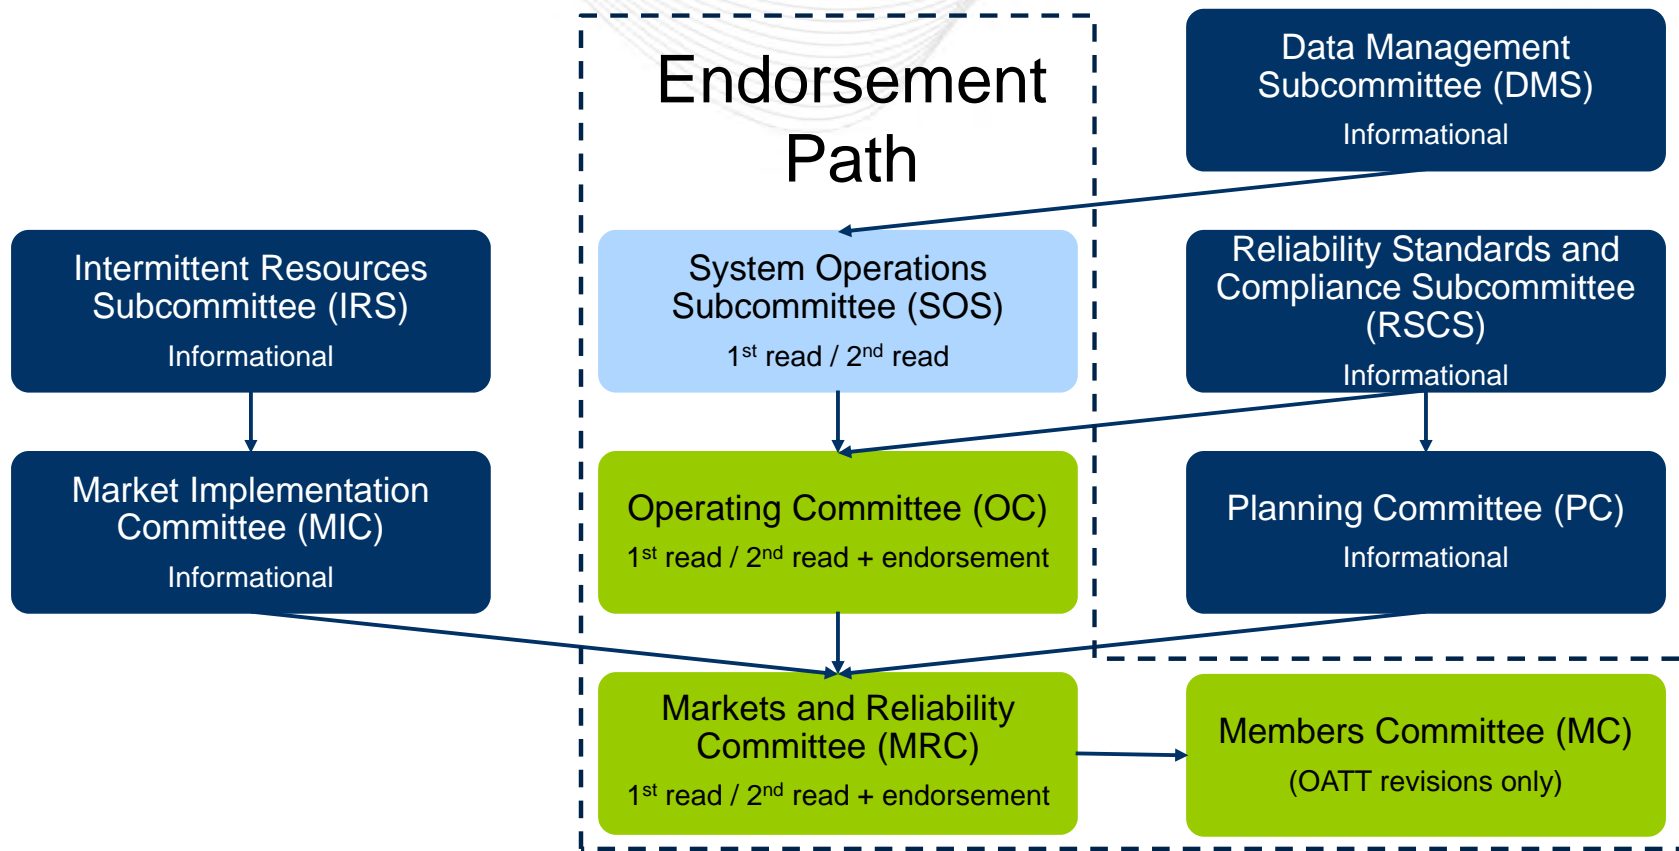 Endorsement
Path
Data Management
Subcommittee (DMS)
Informational
Intermittent Resources
Subcommittee (IRS)
Informational
System Operations
Subcommittee (SOS)
1st read / 2nd read
Reliability Standards and
Compliance Subcommittee
(RSCS)
Informational
Market Implementation
Committee (MIC)
Informational
Operating Committee (OC)
1st read / 2nd read + endorsement
Planning Committee (PC)
Informational
Markets and Reliability
Committee (MRC)
1st read / 2nd read + endorsement
Members Committee (MC)
(OATT revisions only)